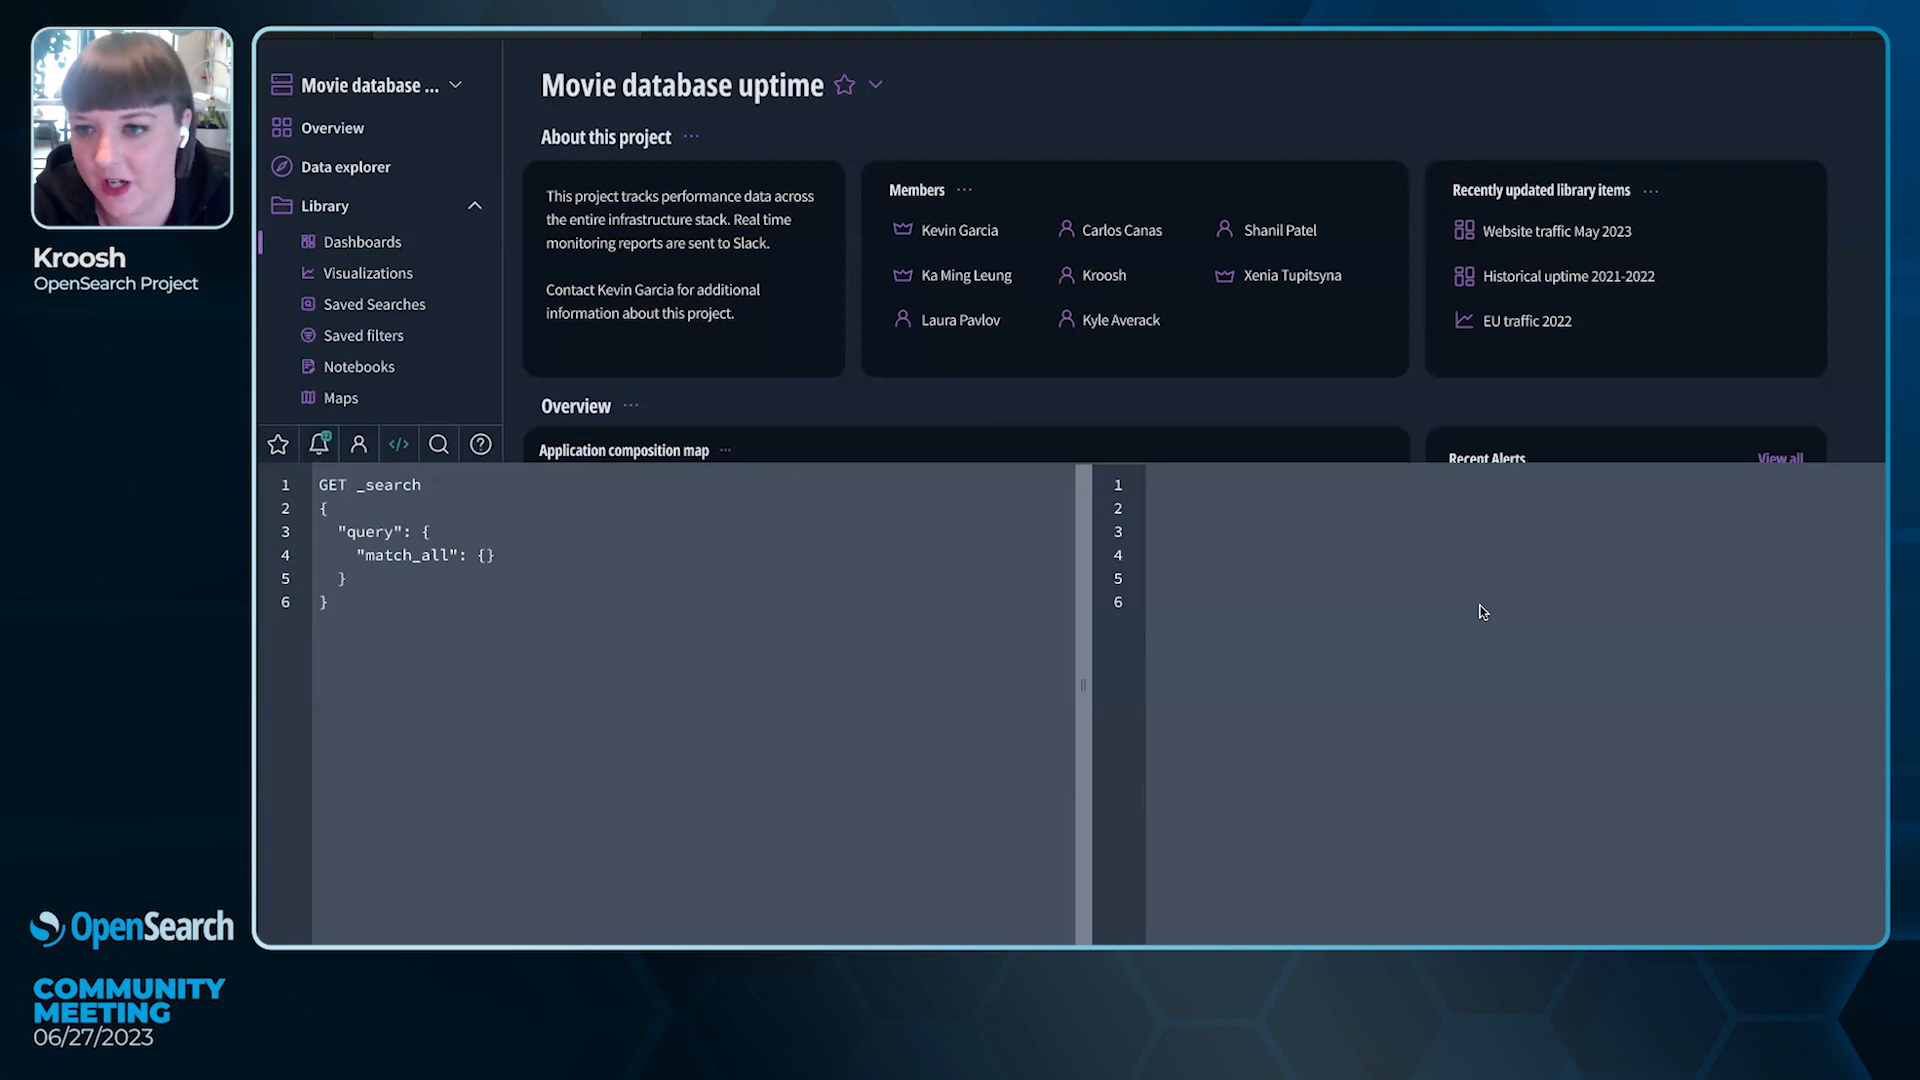 Kroosh
OpenSearch Project
OpenSearch
COMMUNITY
MEETING
06/27/2023
Movie database ...
Overview
Data explorer
Library
Dashboards
Visualizations
Saved Searches
Saved filters
Notebooks
Maps
Movie database uptime
About this project ...
This project tracks performance data across
the entire infrastructure stack. Real time
monitoring reports are sent to Slack.
Contact Kevin Garcia for additional
information about this project.
Members ...
Kevin Garcia
Carlos Canas
Shanil Patel
Ka Ming Leung
Kroosh
Xenia Tupitsyna
Laura Pavlov
Kyle Averack
Recently updated library items ...
Website traffic May 2023
Historical uptime 2021-2022
EU traffic 2022
Overview ...
Application composition map ...
Recent Alerts
View all
1 GET _search
2 {
3 "query": {
4 "match_all": {}
5 }
6 }
1
2
3
4
5
6